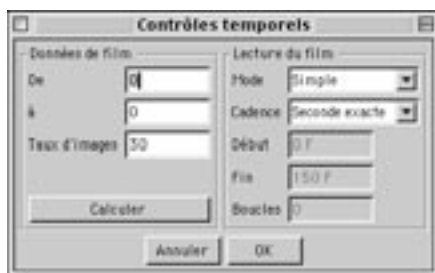 Contrôles temporels
Données de film
De 0
à 0
Taux d'images 30
Calculer
Lecture du film
Mode Simple
Cadence Seconde exacte
Début 0 F
Fin 150 F
Boucles 0
Annuler OK